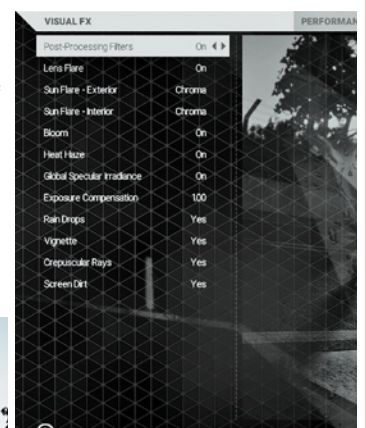 VISUAL FX
PERFORMAN
Post-Processing Filters On
Lens Flare On
Sun Flare - Exterior Chroma
Sun Flare - Interior Chroma
Bloom On
Heat Haze On
Global Specular Irradiance On
Exposure Compensation 1.00
Rain Drops Yes
Vignette Yes
Crepuscular Rays Yes
Screen Dirt Yes